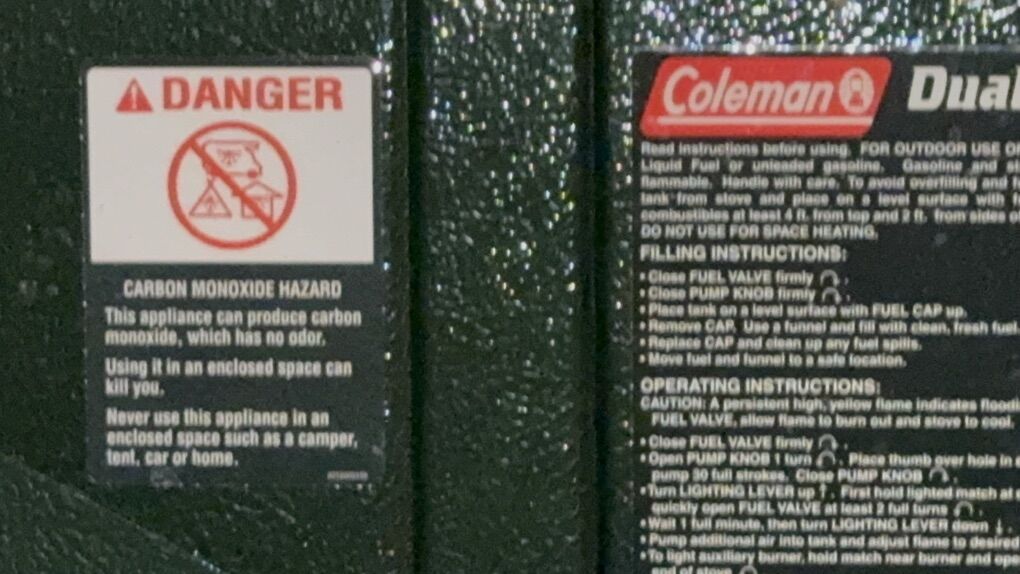 DANGER
CARBON MONOXIDE HAZARD
This appliance can produce carbon
monoxide, which has no odor.
Using it in an enclosed space can
kill you.
Never use this appliance in an
enclosed space such as a camper,
tent, car or home.
Coleman Dual
Read instructions before using. FOR OUTDOOR USE
Liquid Fuel or unleaded gasoline. Gasoline and
flammable. Handle with care. To avoid overfilling and
tank from stove and place on a level surface with
combustibles at least 4 ft. from top and 2 ft. from sides
DO NOT USE FOR SPACE HEATING.
FILLING INSTRUCTIONS:
• Close FUEL VALVE firmly
• Close PUMP KNOB firmly
• Place tank on a level surface with FUEL CAP up.
• Remove CAP. Use a funnel and fill with clean, fresh fuel
• Replace CAP and clean up any fuel spills.
• Move fuel and funnel to a safe location.
OPERATING INSTRUCTIONS:
CAUTION: A persistent high, yellow flame indicates
FUEL VALVE, allow flame to burn out and stove to cool.
• Close FUEL VALVE firmly
• Open PUMP KNOB 1 turn . Place thumb over hole in
pump 30 full strokes. Close PUMP KNOB
• Turn LIGHTING LEVER up ↑. First hold lighted match at
quickly open FUEL VALVE at least 2 full turns
• Wait 1 full minute, then turn LIGHTING LEVER down ↓.
• Pump additional air into tank and adjust flame to desired
• To light auxiliary burner, hold match near burner and
end of stove